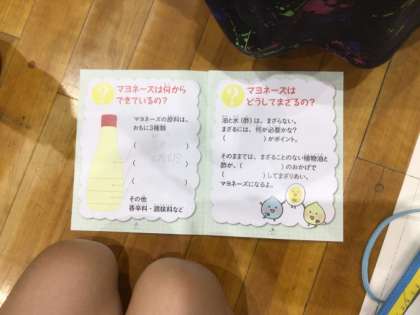 マヨネーズは何から
できているの?
マヨネーズの原料は、
おもに3種類
( )
( )
( )
その他
香辛料・調味料など
マヨネーズは
どうしてまざるの?
油と水(酢)は、まざらない。
まざるには、何が必要かな?
( )がポイント。
そのままでは、まざることのない植物油と
酢が、( )のおかげで
( )してまざりあい、
マヨネーズになるよ。